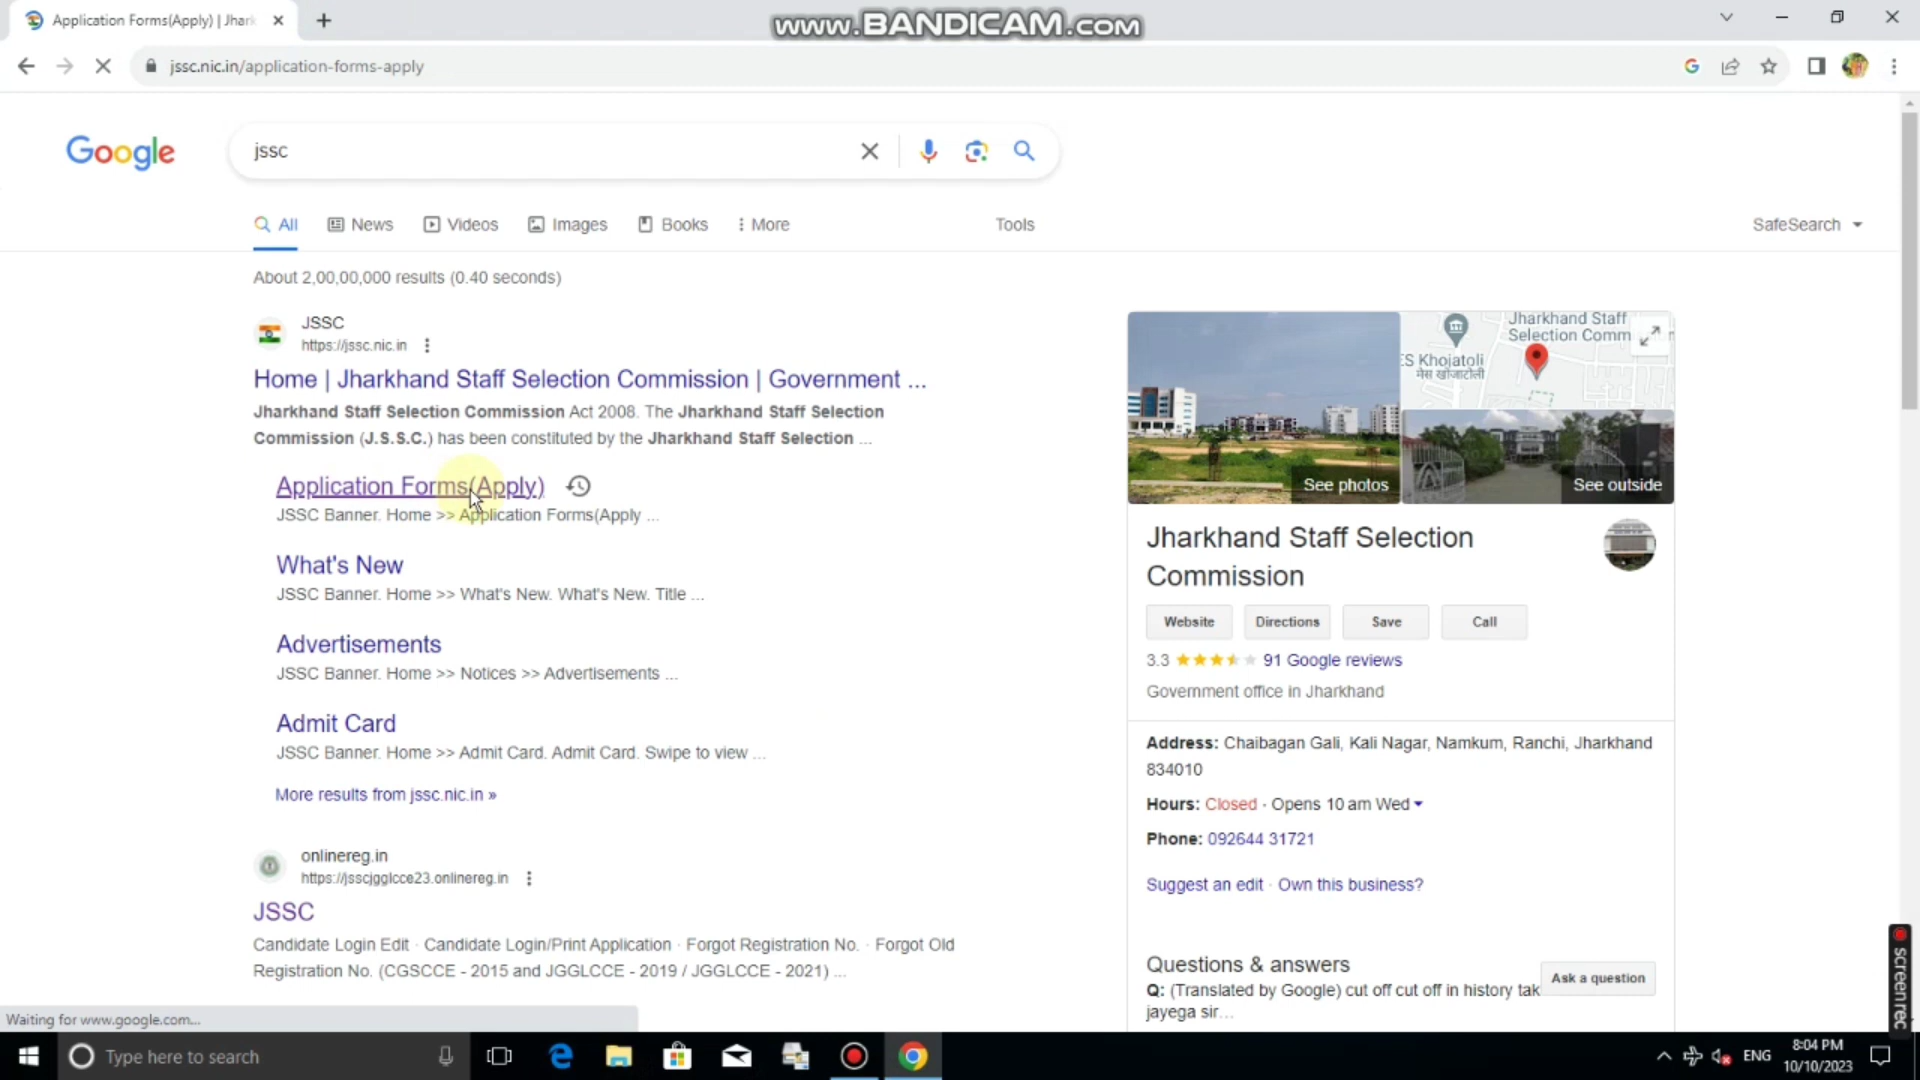 Application Forms(Apply) | Jhark
www.BANDICAM.com
jssc.nic.in/application-forms-apply
Google
jssc
All
News
Videos
Images
Books
More
Tools
SafeSearch
About 2,00,00,000 results (0.40 seconds)
JSSC
https://jssc.nic.in
Home | Jharkhand Staff Selection Commission | Government ...
Jharkhand Staff Selection Commission Act 2008. The Jharkhand Staff Selection
Commission (J.S.S.C.) has been constituted by the Jharkhand Staff Selection ...
Application Forms(Apply)
JSSC Banner. Home >> Application Forms(Apply ...
What's New
JSSC Banner. Home >> What's New. What's New. Title ...
Advertisements
JSSC Banner. Home >> Notices >> Advertisements ...
Admit Card
JSSC Banner. Home >> Admit Card. Admit Card. Swipe to view ...
More results from jssc.nic.in »
onlinereg.in
https://jsscjgglcce23.onlinereg.in
JSSC
Candidate Login Edit · Candidate Login/Print Application · Forgot Registration No. · Forgot Old
Registration No. (CGSCCE - 2015 and JGGLCCE - 2019 / JGGLCCE - 2021) ...
Jharkhand Staff
Selection Comm
ES Khojatoli
मेस खोजाटोली
See photos
See outside
Jharkhand Staff Selection
Commission
Website
Directions
Save
Call
3.3
91 Google reviews
Government office in Jharkhand
Address: Chaibagan Gali, Kali Nagar, Namkum, Ranchi, Jharkhand
834010
Hours: Closed · Opens 10 am Wed
Phone: 092644 31721
Suggest an edit · Own this business?
Questions & answers
Q: (Translated by Google) cut off cut off in history tak
jayega sir...
Ask a question
screenrec
Waiting for www.google.com...
Type here to search
ENG
8:04 PM
10/10/2023